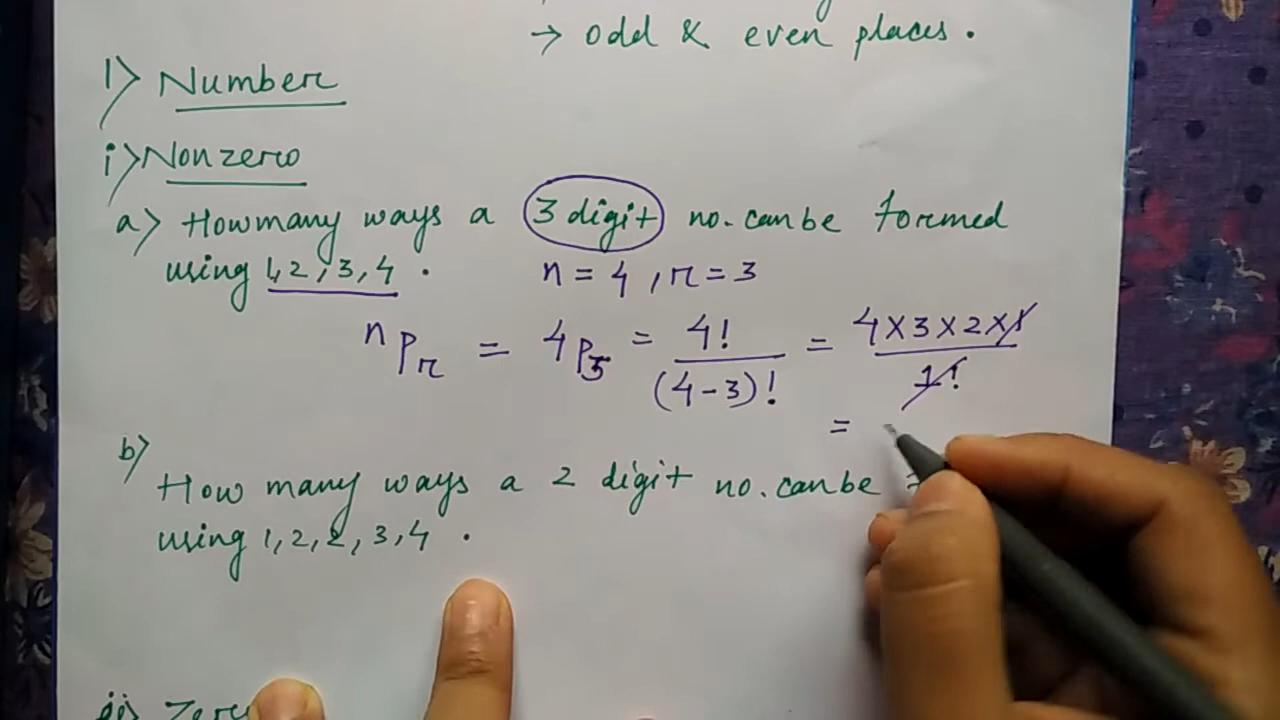 → odd & even places.
1) Number
i) Nonzero
a) How many ways a 3 digit no. can be formed
using 1,2,3,4.
n = 4, r = 3
nPr = 4P3 = 4! / (4-3)! = 4×3×2×1 / 1!
=
b)
How many ways a 2 digit no. can be
using 1,2,2,3,4.
ii) Zero